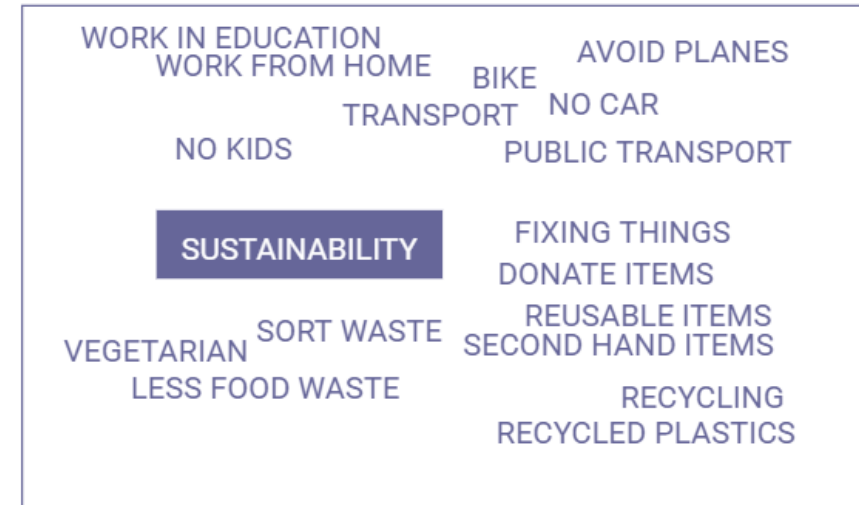 WORK IN EDUCATION
WORK FROM HOME
BIKE
AVOID PLANES
TRANSPORT
NO CAR
NO KIDS
PUBLIC TRANSPORT
SUSTAINABILITY
FIXING THINGS
DONATE ITEMS
VEGETARIAN
SORT WASTE
REUSABLE ITEMS
SECOND HAND ITEMS
LESS FOOD WASTE
RECYCLING
RECYCLED PLASTICS